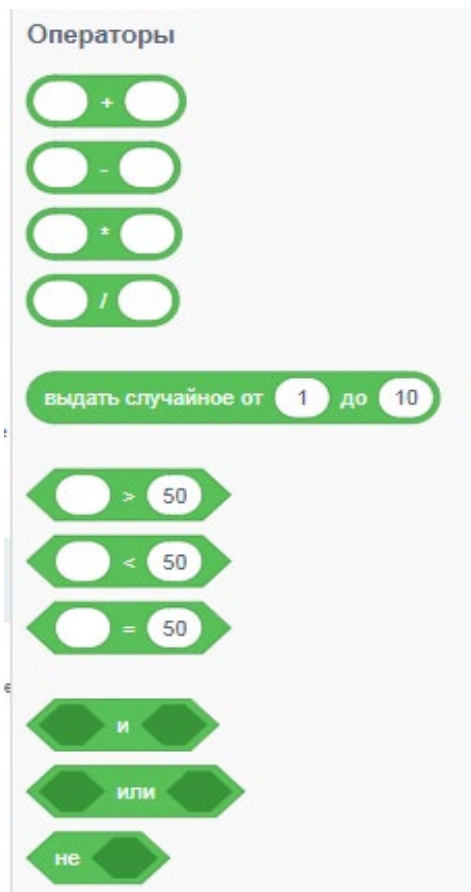 Операторы
+
-
*
/
выдать случайное от 1 до 10
> 50
< 50
= 50
и
или
не